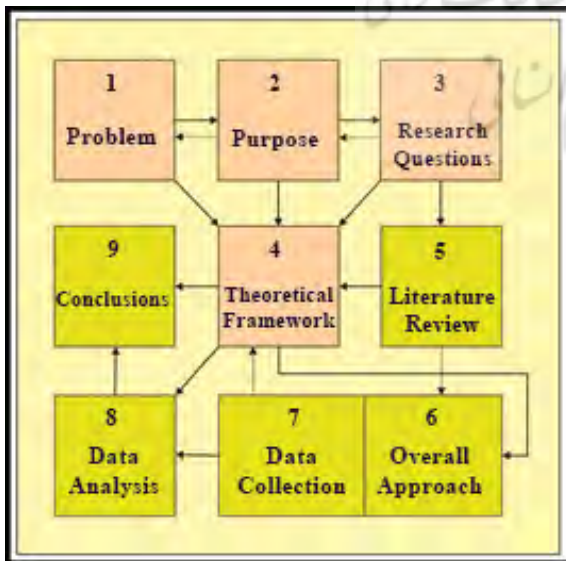 1
Problem
2
Purpose
3
Research
Questions
9
Conclusions
4
Theoretical
Framework
5
Literature
Review
8
Data
Analysis
7
Data
Collection
6
Overall
Approach